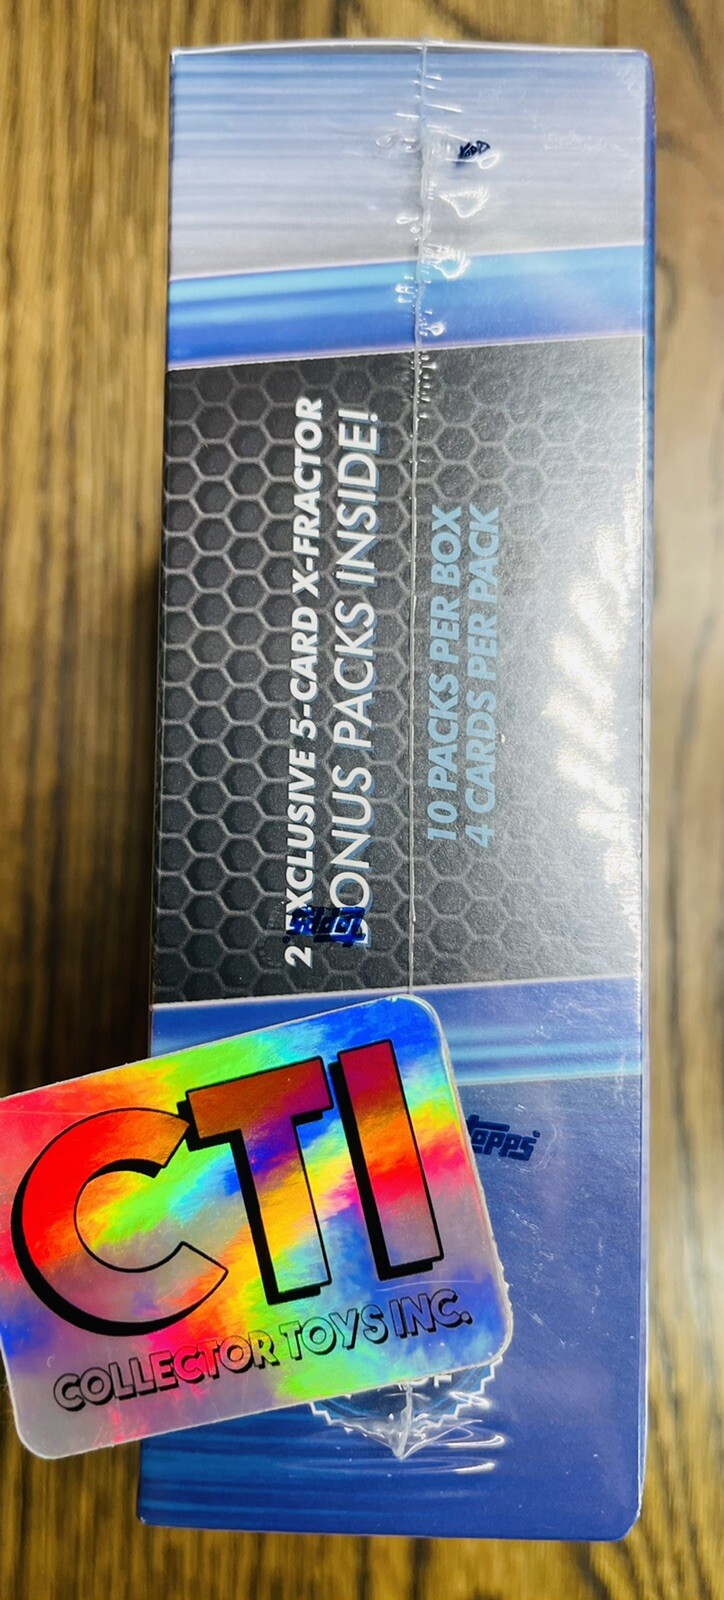 2 EXCLUSIVE 5-CARD X-FRACTOR
BONUS PACKS INSIDE!
10 PACKS PER BOX
4 CARDS PER PACK
topps
topps
CTI
COLLECTOR TOYS INC.